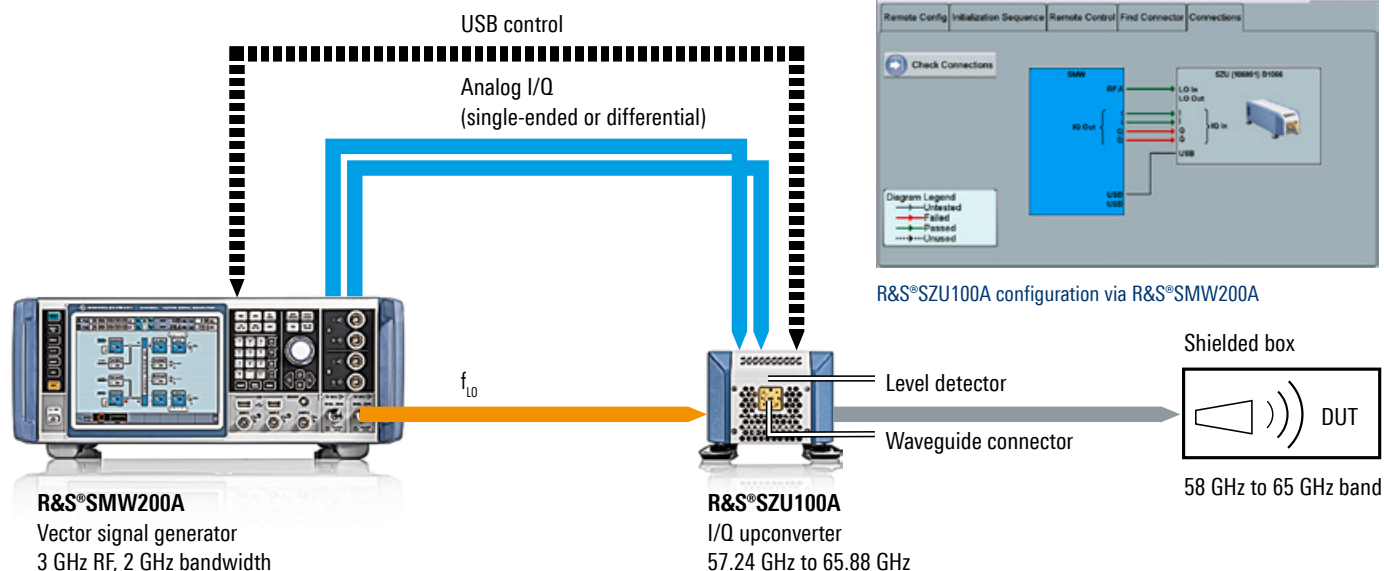 USB control
Analog I/Q
(single-ended or differential)
Remote Config
Initialization Sequence
Remote Control
Find Connector
Connections
Check Connections
SMW
RF A
IQ Out
I
I
Q
Q
USB
USB
SZU (106001) B1066
LO In
LO Out
I
I
Q
Q
IQ In
USB
Diagram Legend
Untested
Failed
Passed
Unused
R&S®SZU100A configuration via R&S®SMW200A
fLO
Level detector
Waveguide connector
Shielded box
DUT
58 GHz to 65 GHz band
R&S®SMW200A
Vector signal generator
3 GHz RF, 2 GHz bandwidth
R&S®SZU100A
I/Q upconverter
57.24 GHz to 65.88 GHz